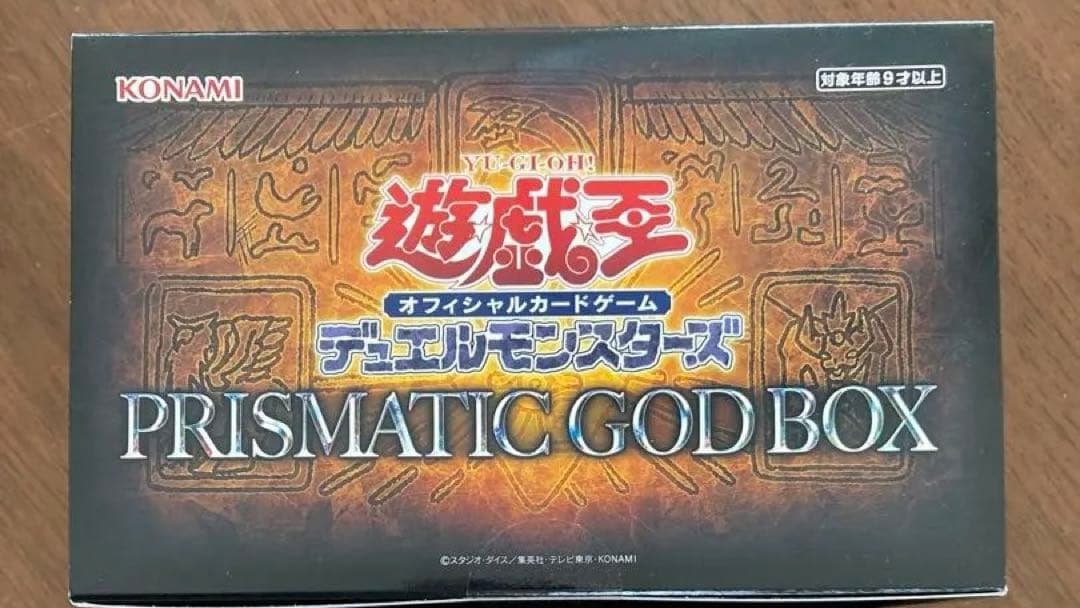 KONAMI
対象年齢9才以上
YU-GI-OH!
遊戯王
オフィシャルカードゲーム
デュエルモンスターズ
PRISMATIC GOD BOX
©スタジオ・ダイス／集英社・テレビ東京・KONAMI